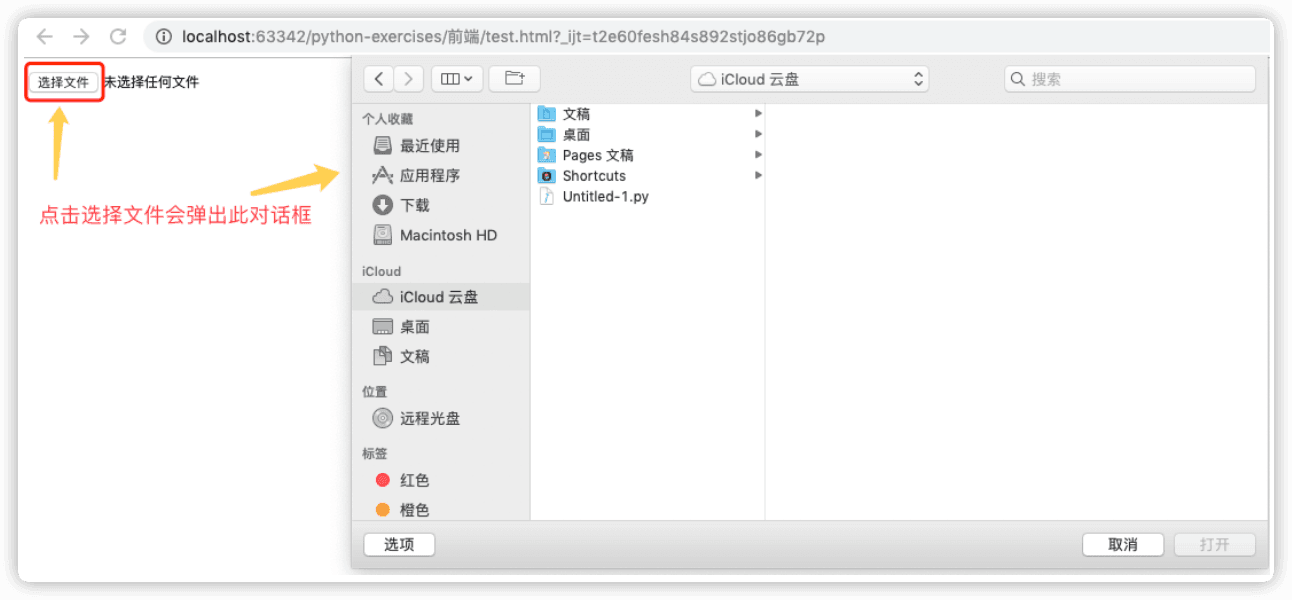 localhost:63342/python-exercises/前端/test.html?_ijt=t2e60fesh84s892stjo86gb72p
选择文件 未选择任何文件
点击选择文件会弹出此对话框
iCloud 云盘
搜索
个人收藏
最近使用
应用程序
下载
Macintosh HD
iCloud
iCloud 云盘
桌面
文稿
位置
远程光盘
标签
红色
橙色
文稿
桌面
Pages 文稿
Shortcuts
Untitled-1.py
选项
取消
打开